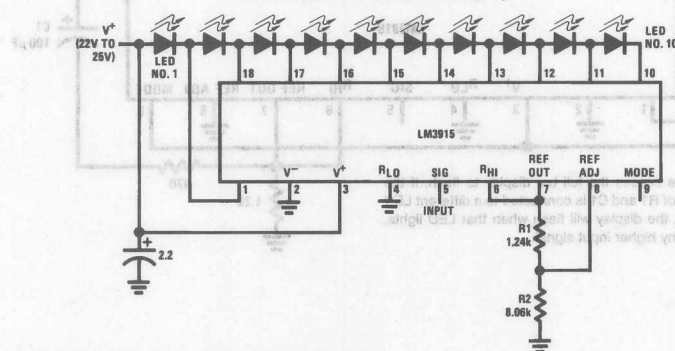 V+
(22V TO
25V)
LED
NO. 1
LED
NO. 10
18 17 16 15 14 13 12 11 10
LM3915
V− V+ RLO SIG RHI REF
OUT REF
ADJ MODE
1 2 3 4 5 6 7 8 9
INPUT
R1
1.24k
2.2
R2
8.06k